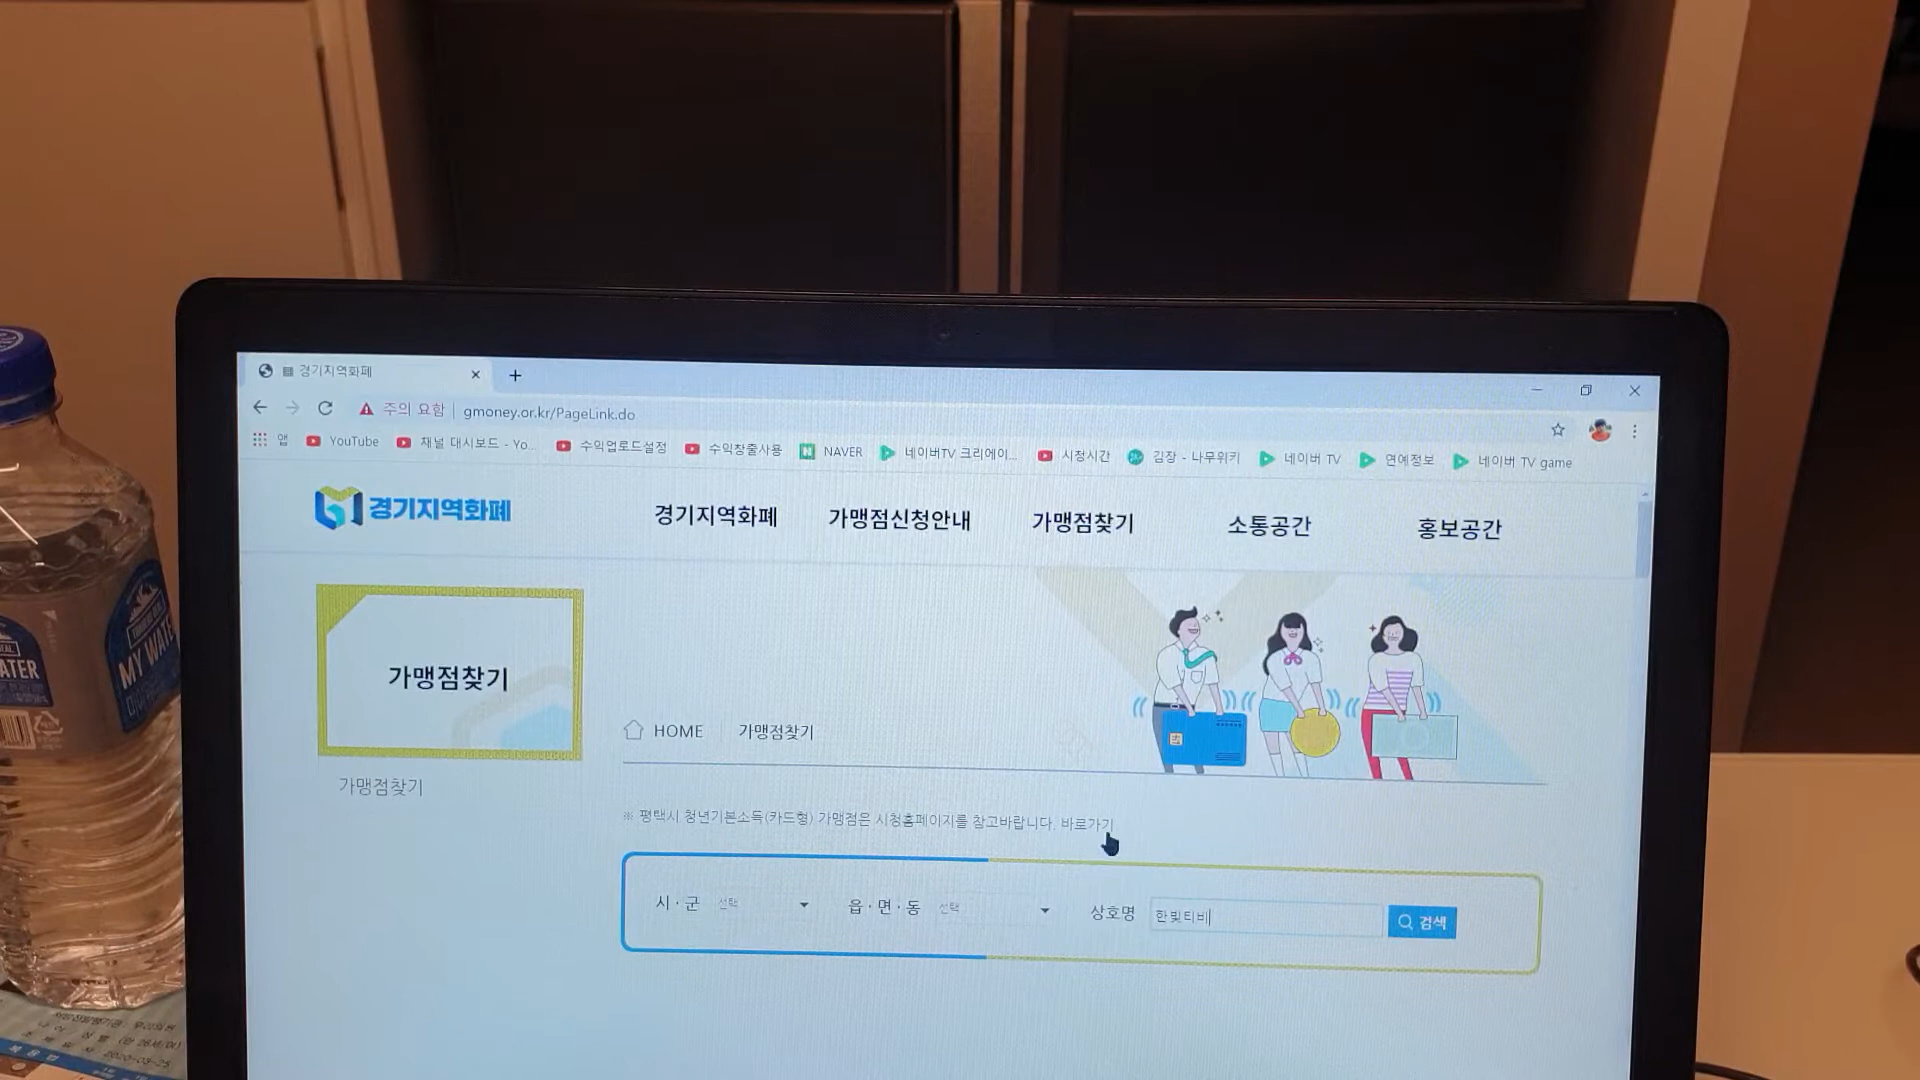 경기지역화폐
주의 요함 | gmoney.or.kr/PageLink.do
앱 YouTube 채널 대시보드 - Yo... 수익업로드설정 수익창출사용 NAVER 네이버TV 크리에이... 시청시간 김장 - 나무위키 네이버 TV 연예정보 네이버 TV game
경기지역화폐
경기지역화폐 가맹점신청안내 가맹점찾기 소통공간 홍보공간
가맹점찾기
HOME 가맹점찾기
가맹점찾기
※ 평택시 청년기본소득(카드형) 가맹점은 시청홈페이지를 참고바랍니다. 바로가기
시·군 선택 읍·면·동 선택 상호명 한빛티비 검색
MY WATER
ATER
2020-03-25